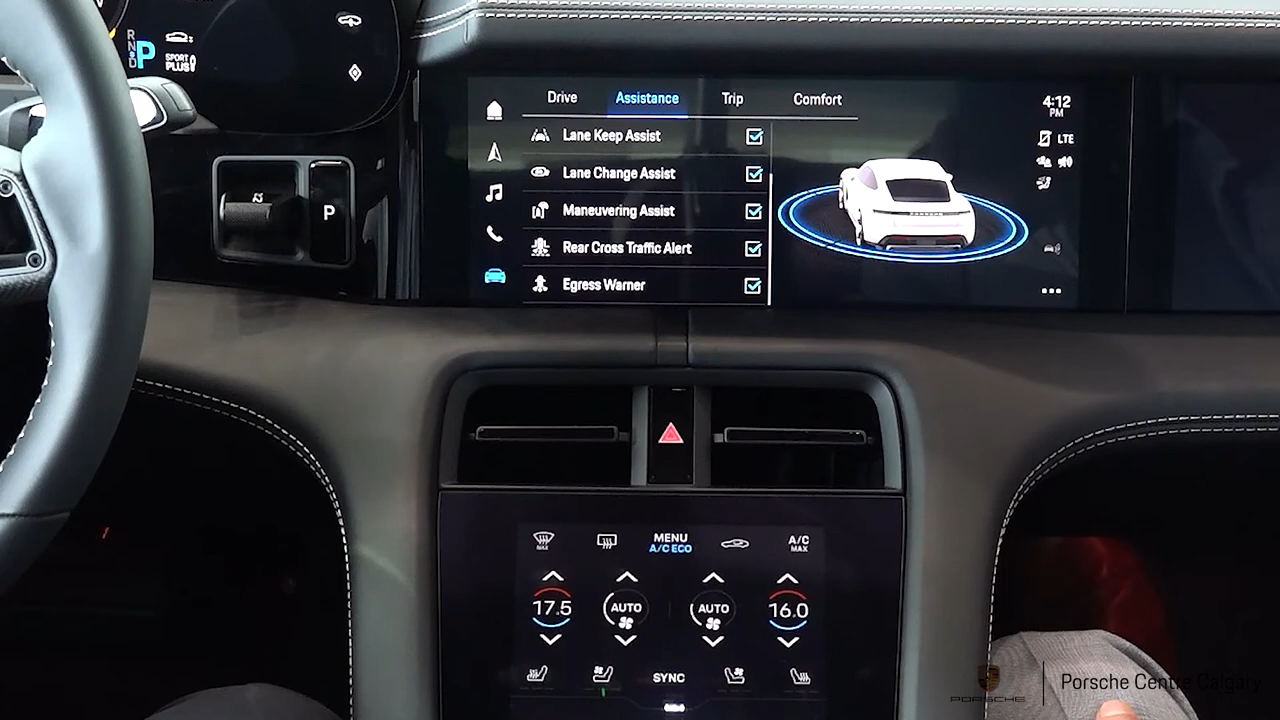 R
N
D
P
SPORT
PLUS
P
Drive
Assistance
Trip
Comfort
Lane Keep Assist
Lane Change Assist
Maneuvering Assist
Rear Cross Traffic Alert
Egress Warner
4:12
PM
LTE
PORSCHE
MAX
MENU
A/C ECO
A/C
MAX
17.5
AUTO
AUTO
16.0
SYNC
PORSCHE
Porsche Centre Calgary